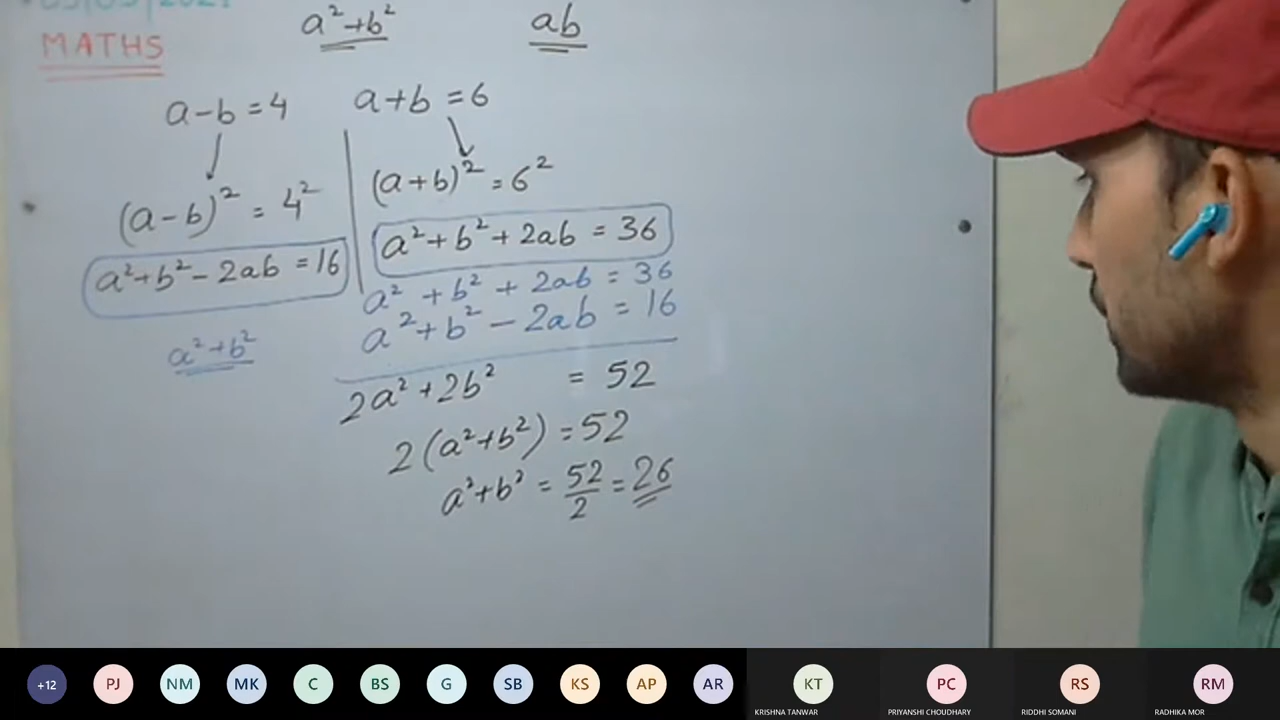 MATHS
a²+b²
ab
a-b=4
a+b=6
(a-b)²=4²
(a+b)²=6²
a²+b²-2ab=16
a²+b²+2ab=36
a²+b²+2ab=36
a²+b²-2ab=16
a²+b²
2a²+2b² = 52
2(a²+b²)=52
a²+b²=52/2=26
+12
PJ
NM
MK
C
BS
G
SB
KS
AP
AR
KT
PC
RS
RM
KRISHNA TANWAR
PRIYANSHI CHOUDHARY
RIDDHI SOMANI
RADHIKA MOR